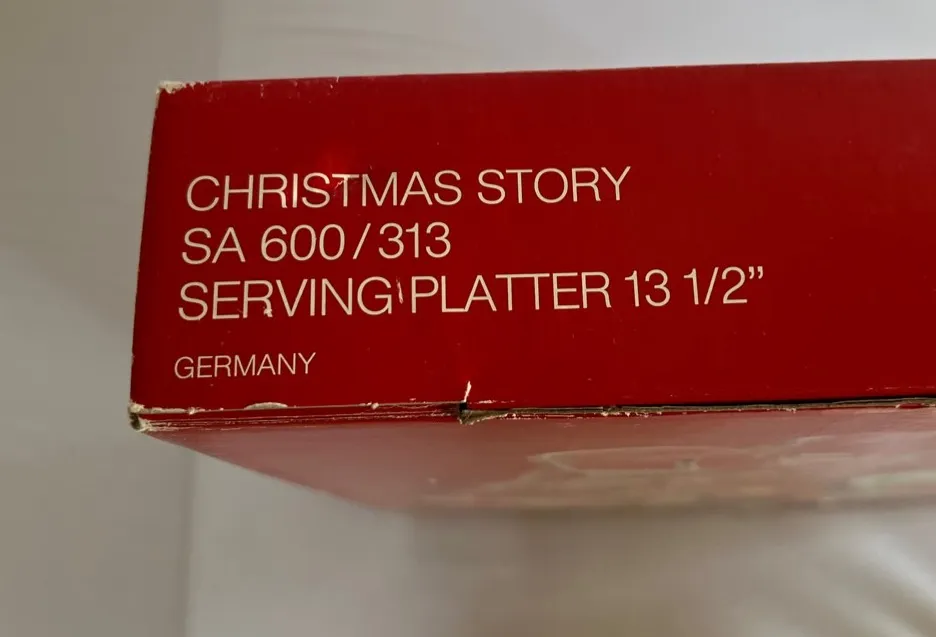 CHRISTMAS STORY
SA 600/313
SERVING PLATTER 13 1/2”
GERMANY